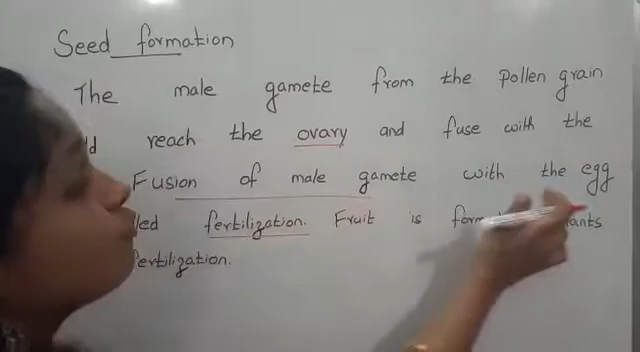 Seed formation
The male gamete from the pollen grain
reach the ovary and fuse with the
Fusion of male gamete with the egg
fertilization. Fruit is
fertilization.